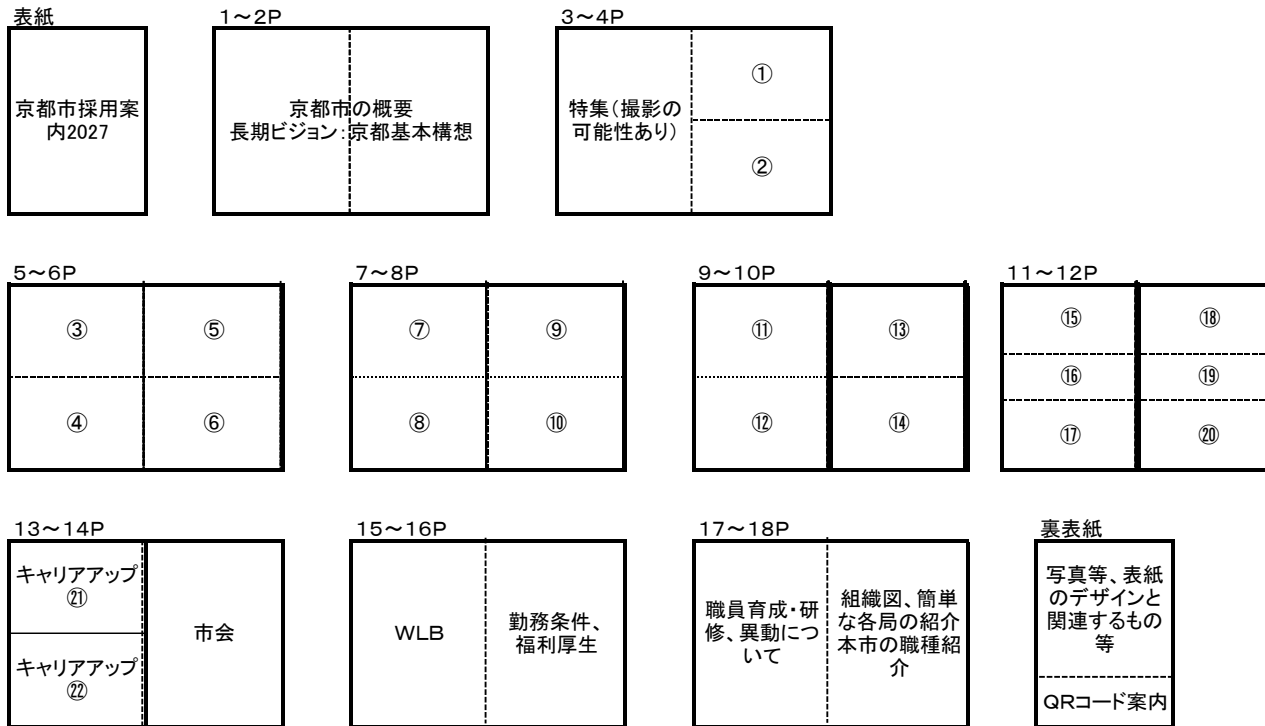 表紙
1～2P
3～4P
京都市採用案
内2027
京都市の概要
長期ビジョン：京都基本構想
特集（撮影の
可能性あり）
①
②
5～6P
7～8P
9～10P
11～12P
③
⑤
④
⑥
⑦
⑨
⑧
⑩
⑪
⑬
⑫
⑭
⑮
⑱
⑯
⑲
⑰
⑳
13～14P
15～16P
17～18P
裏表紙
キャリアアップ
㉑
キャリアアップ
㉒
市会
WLB
勤務条件、
福利厚生
職員育成・研
修、異動につ
いて
組織図、簡単
な各局の紹介
本市の職種紹
介
写真等、表紙
のデザインと
関連するもの
等
QRコード案内